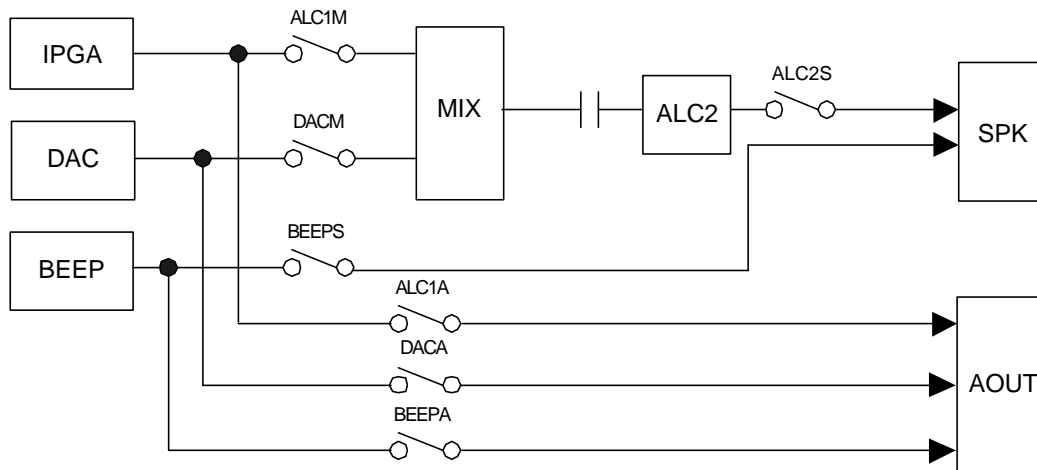 ALC1M
IPGA
ALC2S
MIX
ALC2
SPK
DACM
DAC
BEEPS
BEEP
ALC1A
DACA
AOUT
BEEPA